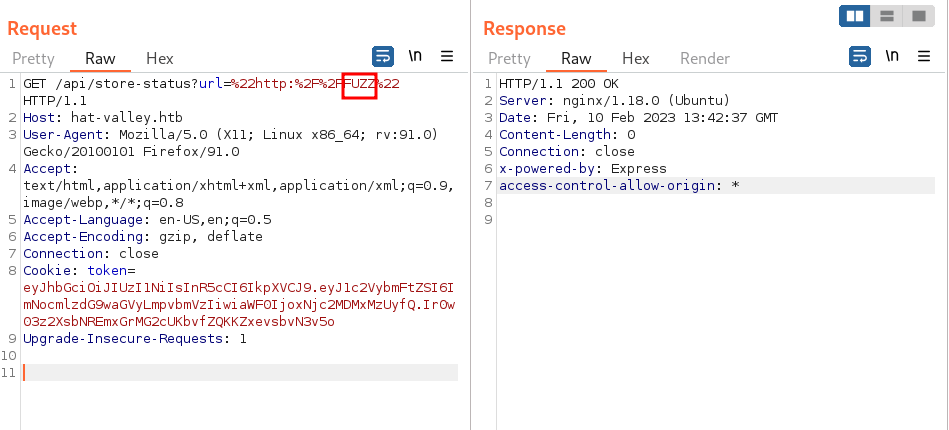 Request
Pretty Raw Hex
\n
1 GET /api/store-status?url=%22http:%2F%2FFUZZ%22
HTTP/1.1
2 Host: hat-valley.htb
3 User-Agent: Mozilla/5.0 (X11; Linux x86_64; rv:91.0)
Gecko/20100101 Firefox/91.0
4 Accept:
text/html,application/xhtml+xml,application/xml;q=0.9,
image/webp,*/*;q=0.8
5 Accept-Language: en-US,en;q=0.5
6 Accept-Encoding: gzip, deflate
7 Connection: close
8 Cookie: token=
eyJhbGciOiJIUzI1NiIsInR5cCI6IkpXVCJ9.eyJ1c2VybmFtZSI6I
mNocmlzdG9waGVyLmpvbmVzIiwiaWF0IjoxNjc2MDMxMzUyfQ.Ir0w
03z2XsbNREmxGrMG2cUKbvfZQKKZxevsbvN3v5o
9 Upgrade-Insecure-Requests: 1
10
11
Response
Pretty Raw Hex Render
\n
1 HTTP/1.1 200 OK
2 Server: nginx/1.18.0 (Ubuntu)
3 Date: Fri, 10 Feb 2023 13:42:37 GMT
4 Content-Length: 0
5 Connection: close
6 x-powered-by: Express
7 access-control-allow-origin: *
8
9